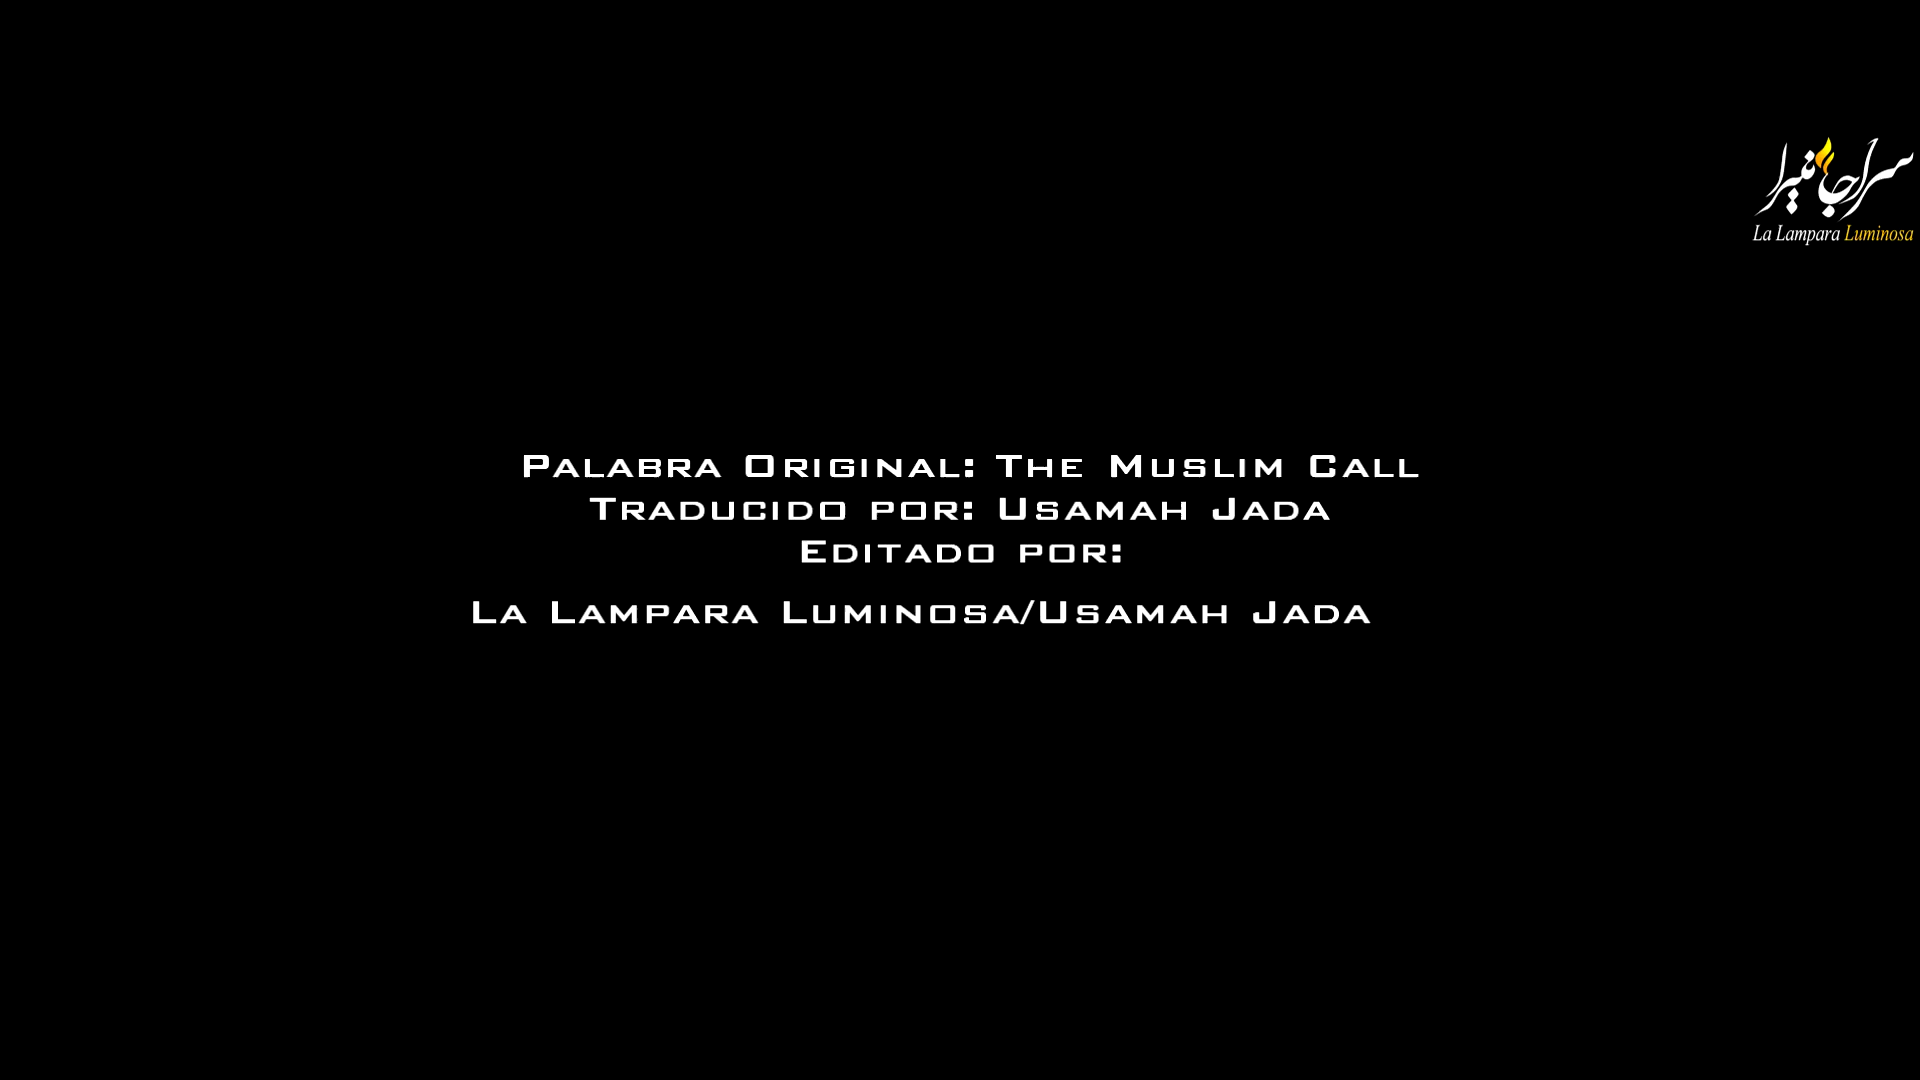 سراجا منيرا
La Lampara Luminosa
Palabra Original: The Muslim Call
Traducido por: Usamah Jada
Editado por:
La Lampara Luminosa/Usamah Jada